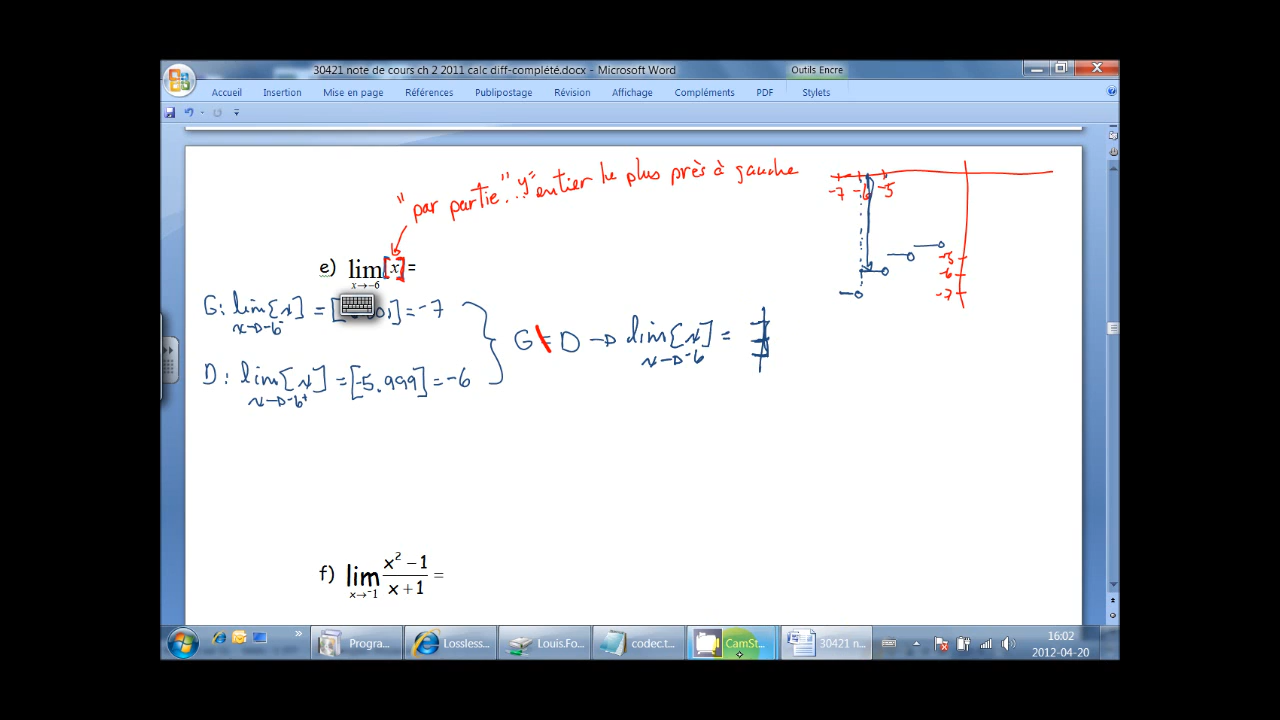 30421 note de cours ch 2 2011 calc diff-complété.docx - Microsoft Word
Outils Encre
Accueil Insertion Mise en page Références Publipostage Révision Affichage Compléments PDF Stylets
"par partie..." y = entier le plus près à gauche
-7 -6 -5
-5
-6
-7
e) lim [x] =
x→-6
G: lim [x] = [ 001] = -7
x→-6⁻
G ≠ D → lim [x] = ∄
x→-6
D: lim [x] = [-5.999] = -6
x→-6⁺
f) lim (x² - 1)/(x + 1) =
x→-1
Progra... Lossless... Louis.Fo... codec.t... CamSt... 30421 n...
16:02
2012-04-20